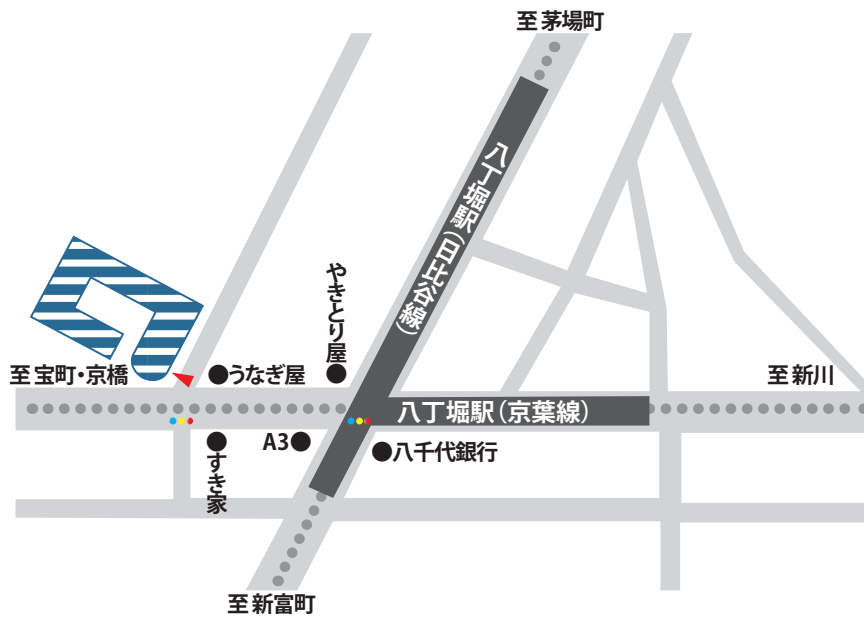 至 茅場町
八丁堀駅(日比谷線)
やきとり屋
至 宝町・京橋
●うなぎ屋
至 新川
八丁堀駅(京葉線)
すき家
A3●
●八千代銀行
至 新富町